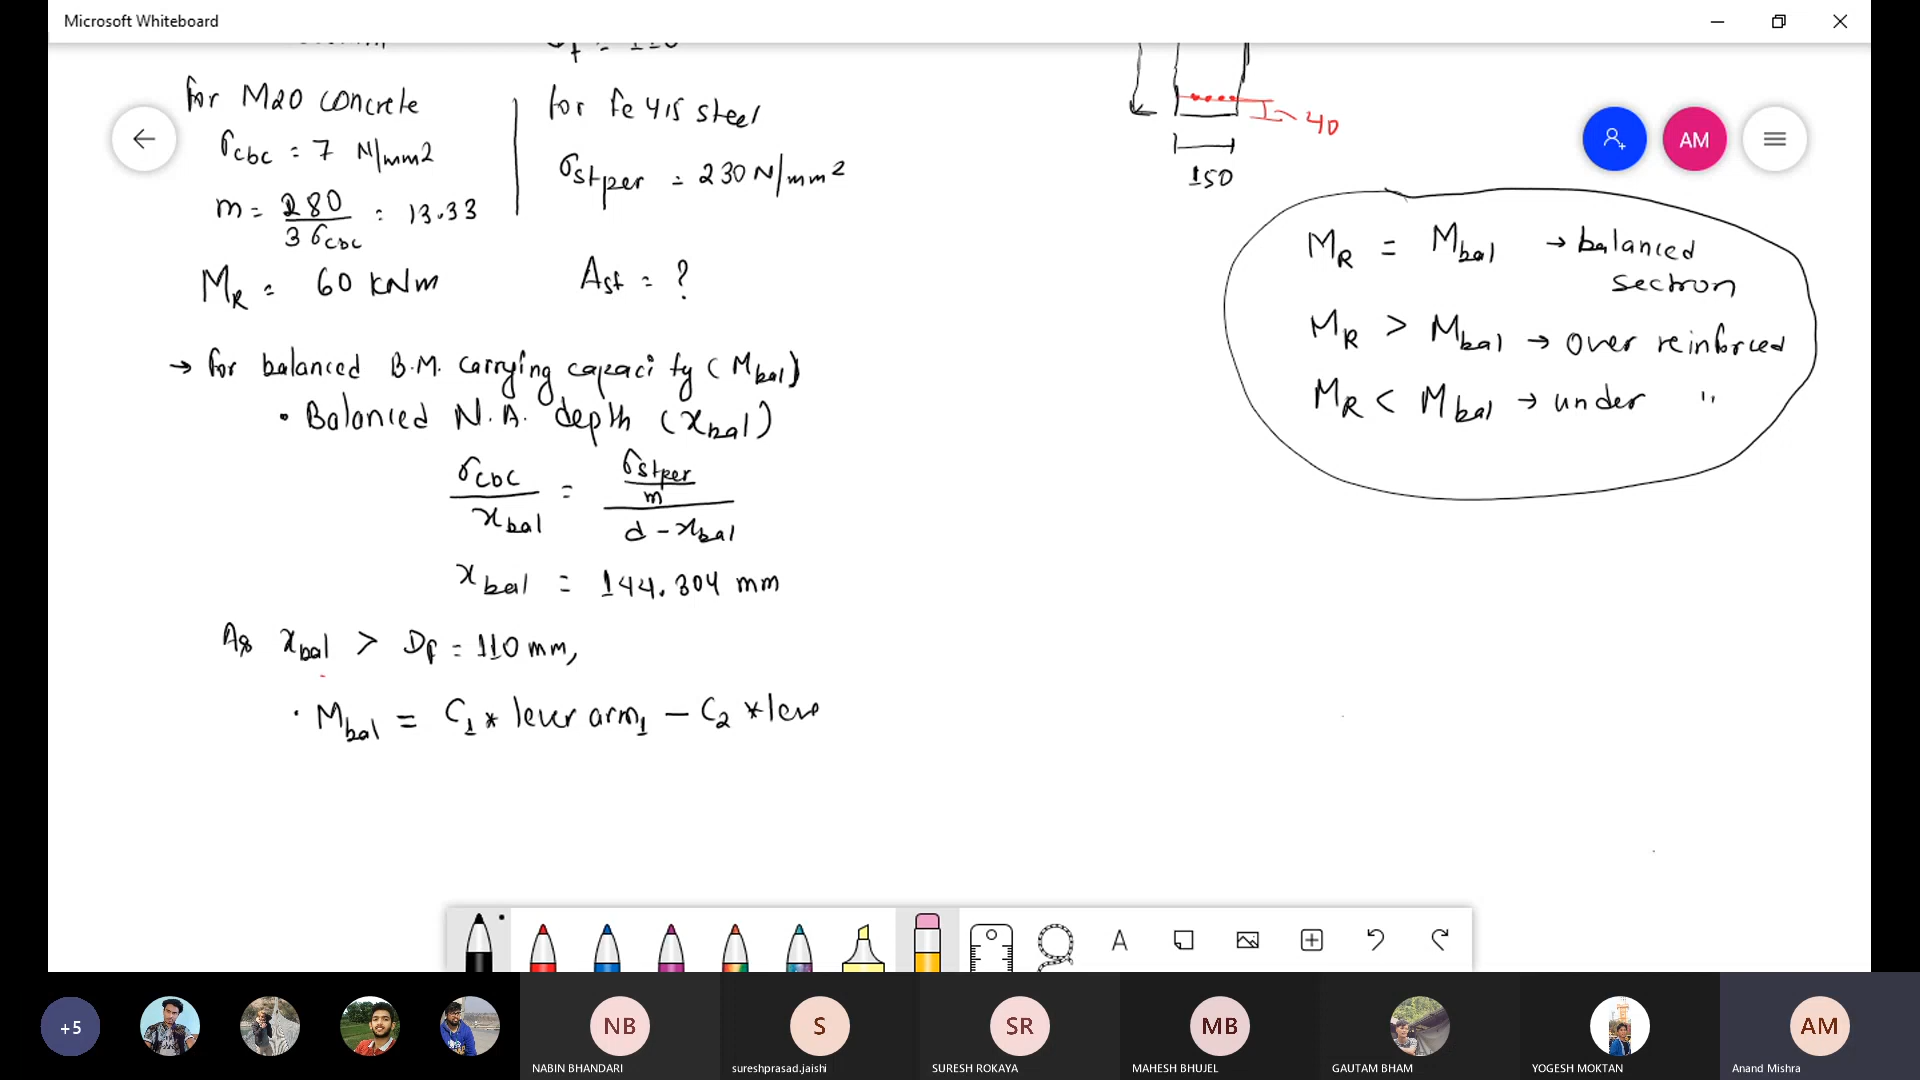 Microsoft Whiteboard
for M20 concrete
σcbc = 7 N/mm2
m = 280 / 3 σcbc = 13.33
MR = 60 kNm
for Fe 415 steel
σstper = 230 N/mm2
Ast = ?
→ for balanced B.M. carrying capacity (Mbal)
• Balanced N.A. depth (xbal)
σcbc / xbal = (σstper / m) / (d - xbal)
xbal = 144.304 mm
As xbal > Df = 110 mm,
• Mbal = C1 * lever arm1 - C2 * leve
40
150
MR = Mbal → balanced
section
MR > Mbal → Over reinforced
MR < Mbal → under "
AM
A
+5
NB
NABIN BHANDARI
S
sureshprasad.jaishi
SR
SURESH ROKAYA
MB
MAHESH BHUJEL
GAUTAM BHAM
YOGESH MOKTAN
AM
Anand Mishra